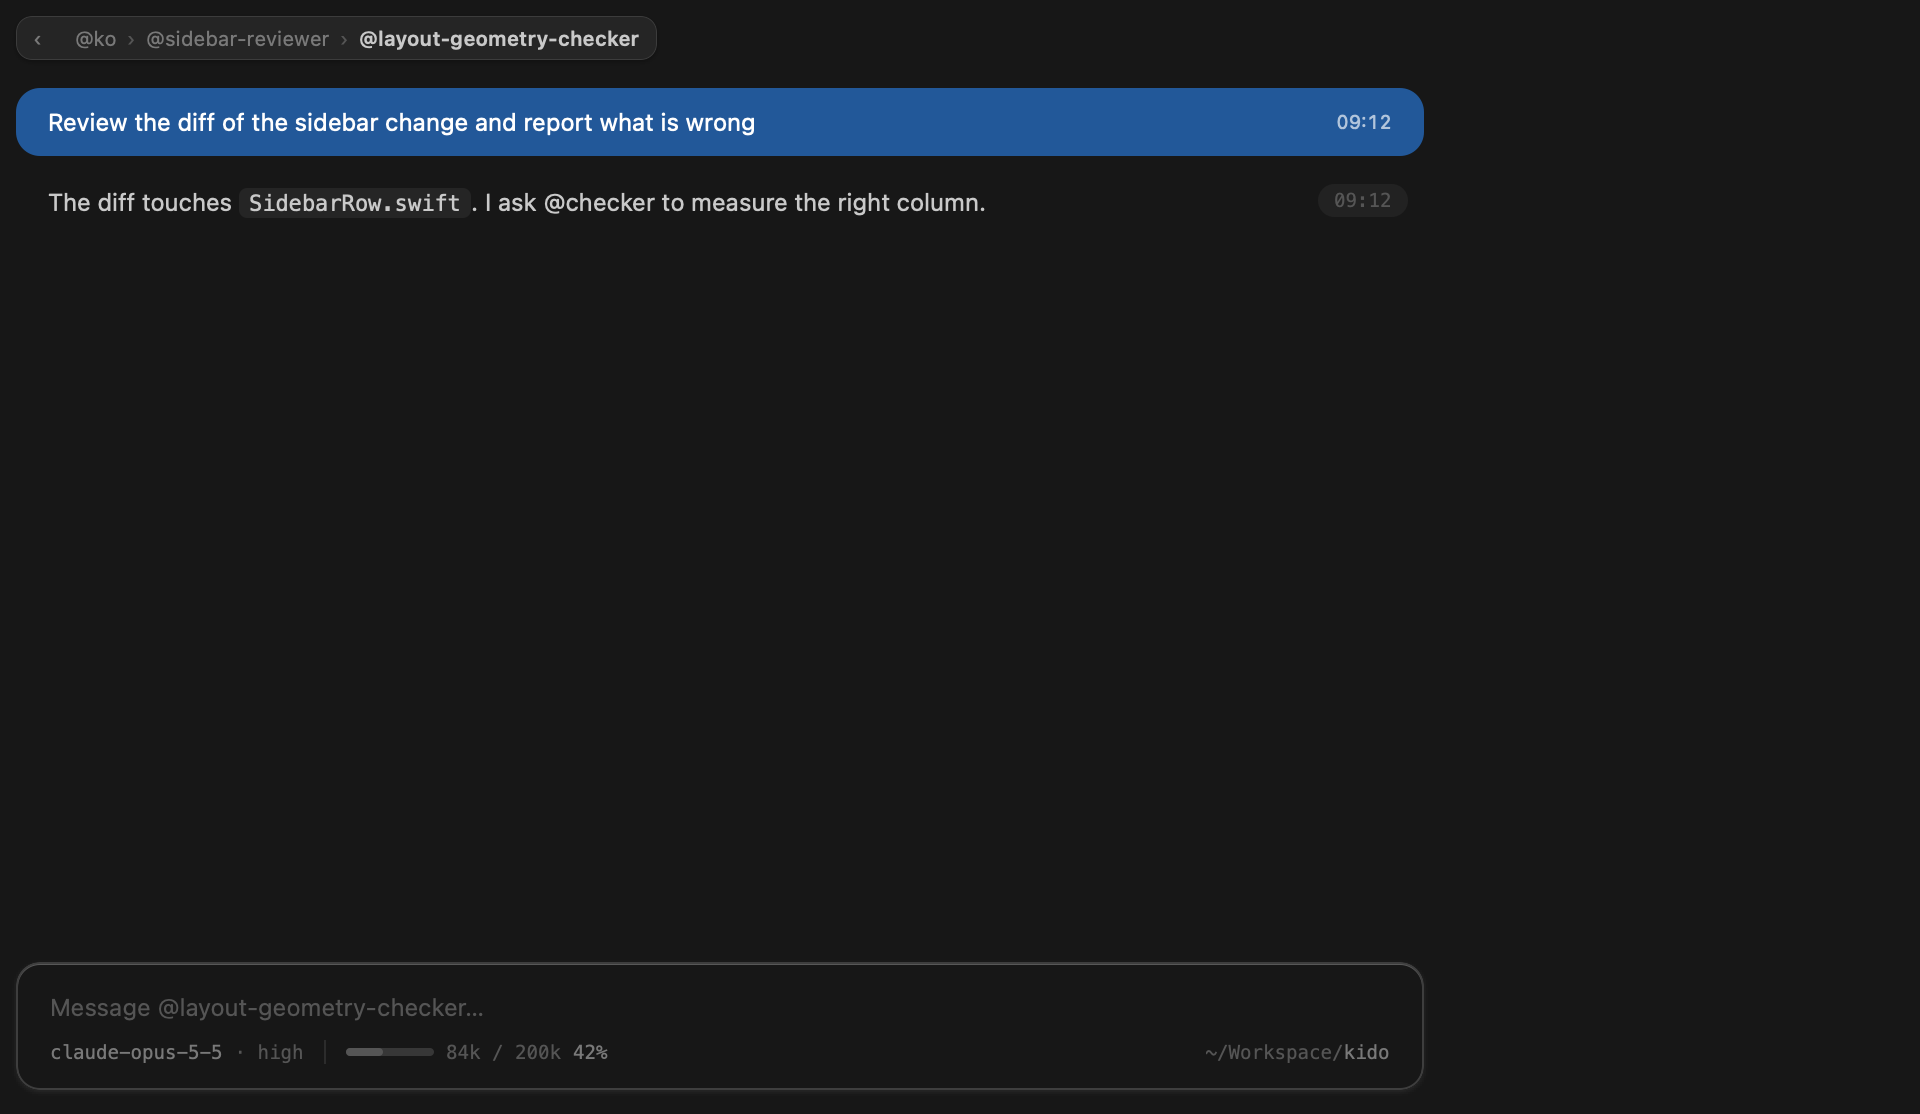 ‹ @ko › @sidebar-reviewer › @layout-geometry-checker
Review the diff of the sidebar change and report what is wrong 09:12
The diff touches SidebarRow.swift. I ask @checker to measure the right column. 09:12
Message @layout-geometry-checker…
claude-opus-5-5 · high 84k / 200k 42% ~/Workspace/kido